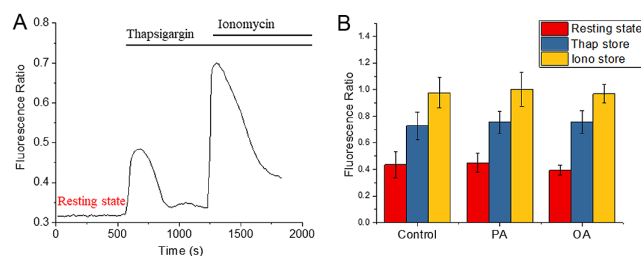 A
Thapsigargin
Ionomycin
Fluorescence Ratio
0.8
0.7
0.6
0.5
0.4
0.3
Resting state
0
500
1000
1500
2000
Time (s)
B
Resting state
Thap store
Iono store
Fluorescence Ratio
1.4
1.2
1.0
0.8
0.6
0.4
0.2
0.0
Control
PA
OA